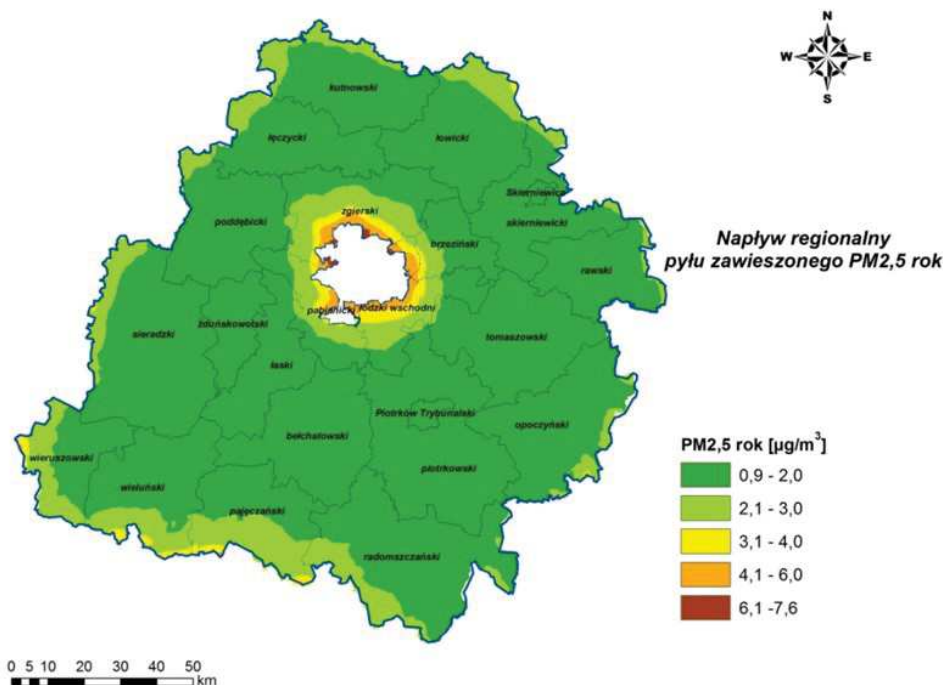 N
W E
S
kutnowski
łęczycki
łowicki
Skierniewice
zgierski
poddębicki
skierniewicki
brzeziński
Napływ regionalny
pyłu zawieszonego PM2,5 rok
rawski
pabianicki łódzki wschodni
zduńskowolski
sieradzki
tomaszowski
łaski
Piotrków Trybunalski
opoczyński
bełchatowski
PM2,5 rok [µg/m³]
wieruszowski
piotrkowski
0,9 - 2,0
wieluński
2,1 - 3,0
pajęczański
3,1 - 4,0
radomszczański
4,1 - 6,0
6,1 -7,6
0 5 10 20 30 40 50
km